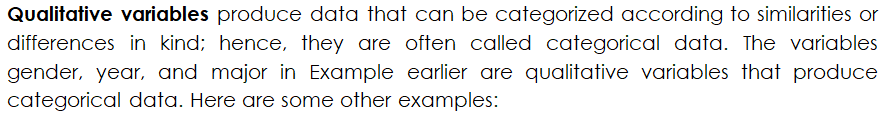 Qualitative variables produce data that can be categorized according to similarities or
differences in kind; hence, they are often called categorical data. The variables
gender, year, and major in Example earlier are qualitative variables that produce
categorical data. Here are some other examples: